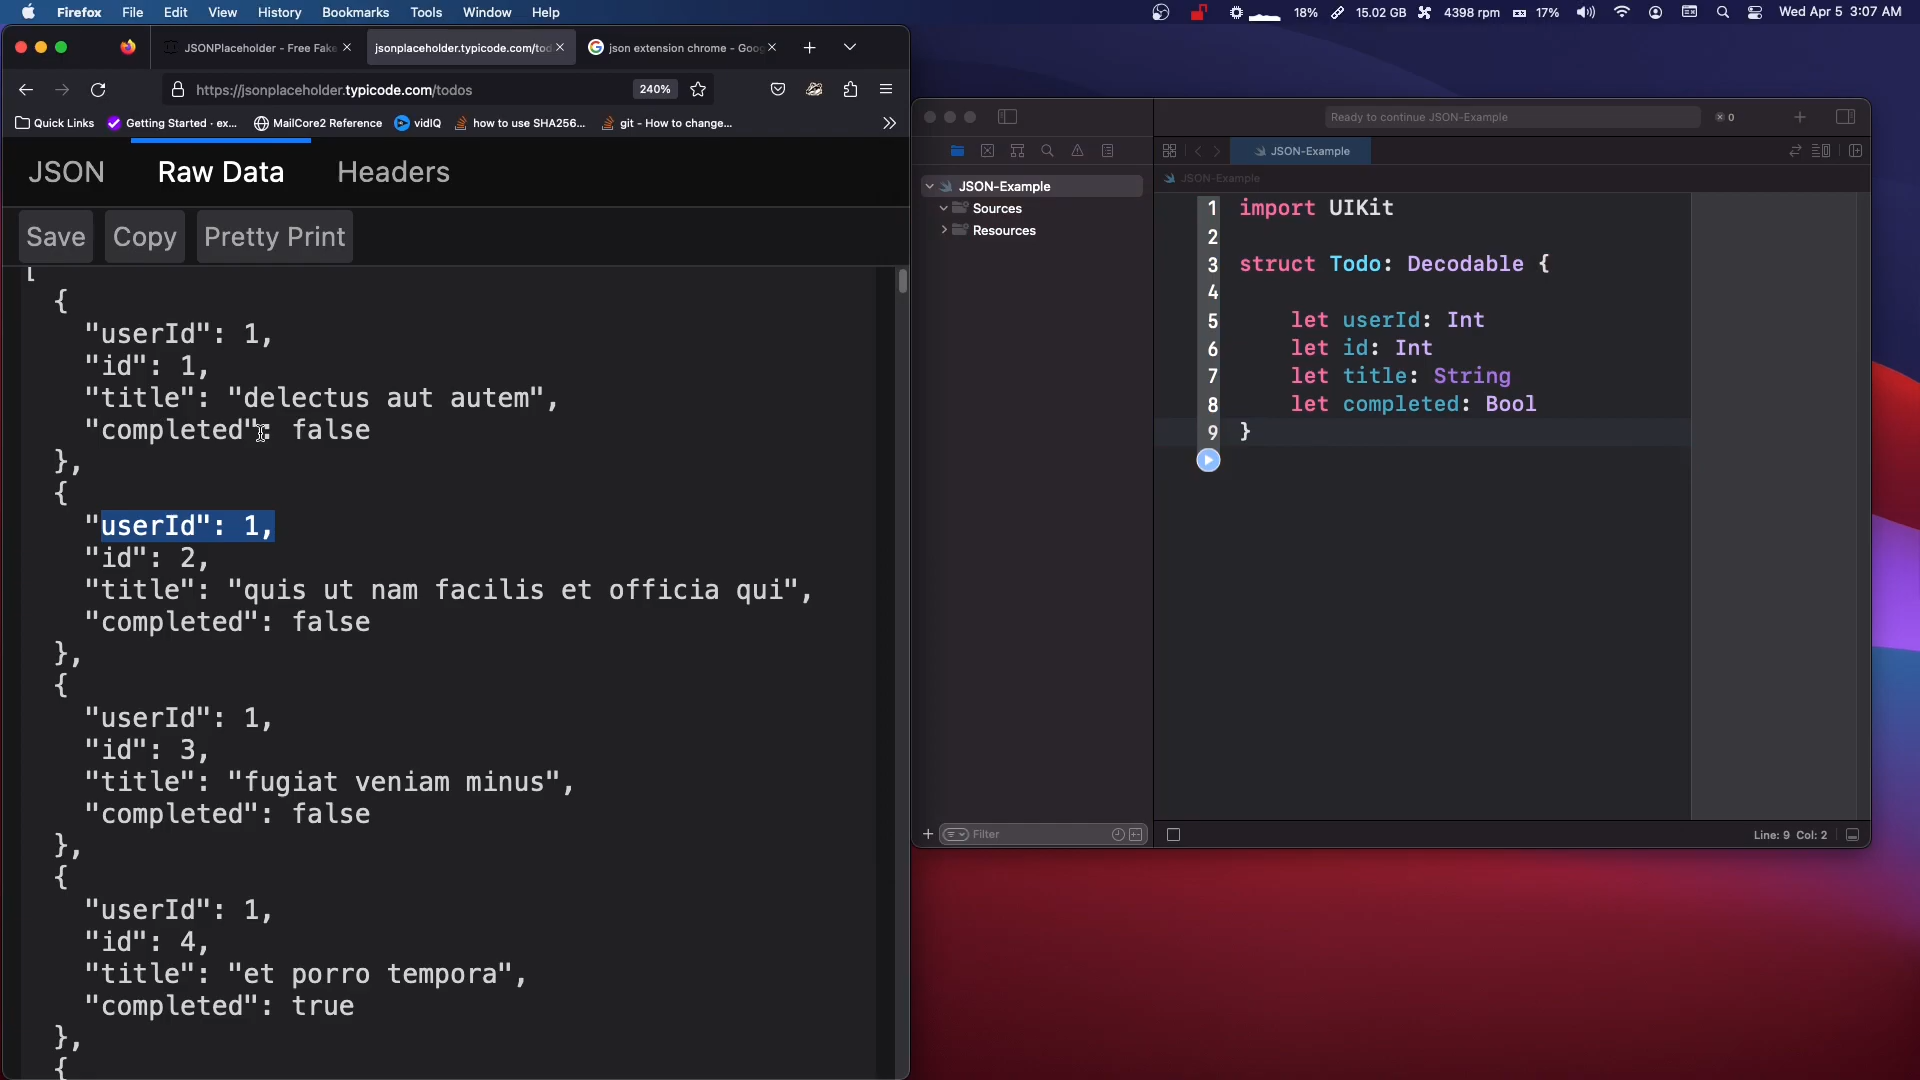 Firefox File Edit View History Bookmarks Tools Window Help
18% 15.02 GB 4398 rpm 17% Wed Apr 5 3:07 AM
JSONPlaceholder - Free Fake
jsonplaceholder.typicode.com/tod
json extension chrome - Goog
https://jsonplaceholder.typicode.com/todos
240%
Quick Links Getting Started · ex... MailCore2 Reference vidIQ how to use SHA256... git - How to change...
JSON Raw Data Headers
Save Copy Pretty Print
[
{
"userId": 1,
"id": 1,
"title": "delectus aut autem",
"completed": false
},
{
"userId": 1,
"id": 2,
"title": "quis ut nam facilis et officia qui",
"completed": false
},
{
"userId": 1,
"id": 3,
"title": "fugiat veniam minus",
"completed": false
},
{
"userId": 1,
"id": 4,
"title": "et porro tempora",
"completed": true
},
{
Ready to continue JSON-Example
0
JSON-Example
Sources
Resources
Filter
JSON-Example
JSON-Example
1 import UIKit
2
3 struct Todo: Decodable {
4
5 let userId: Int
6 let id: Int
7 let title: String
8 let completed: Bool
9 }
Line: 9 Col: 2